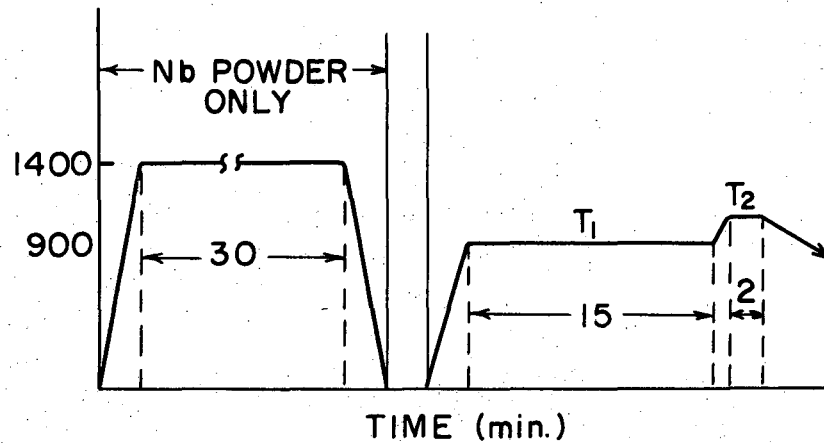 Nb POWDER
ONLY
1400
900
30
T1
T2
15
2
TIME (min.)